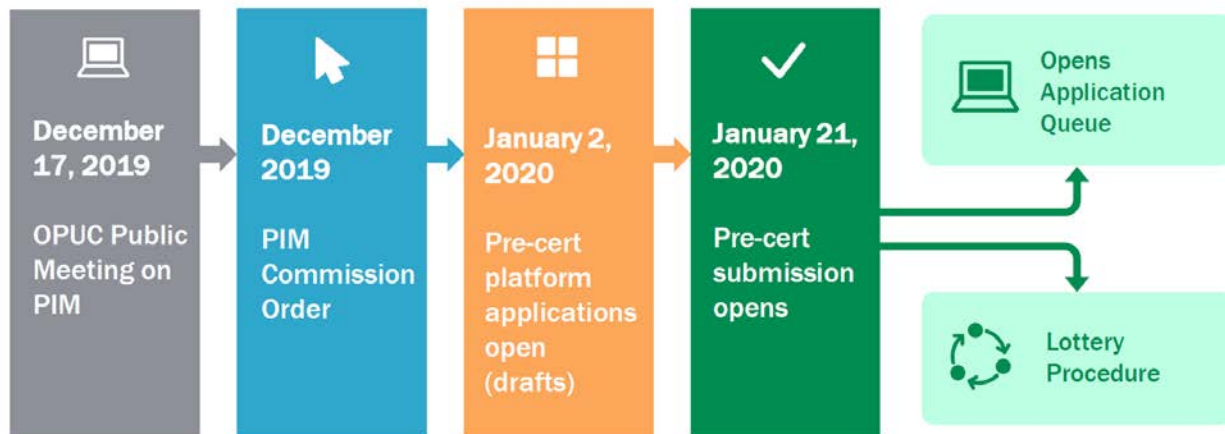 December
17, 2019
OPUC Public
Meeting on
PIM
December
2019
PIM
Commission
Order
January 2,
2020
Pre-cert
platform
applications
open
(drafts)
January 21,
2020
Pre-cert
submission
opens
Opens
Application
Queue
Lottery
Procedure